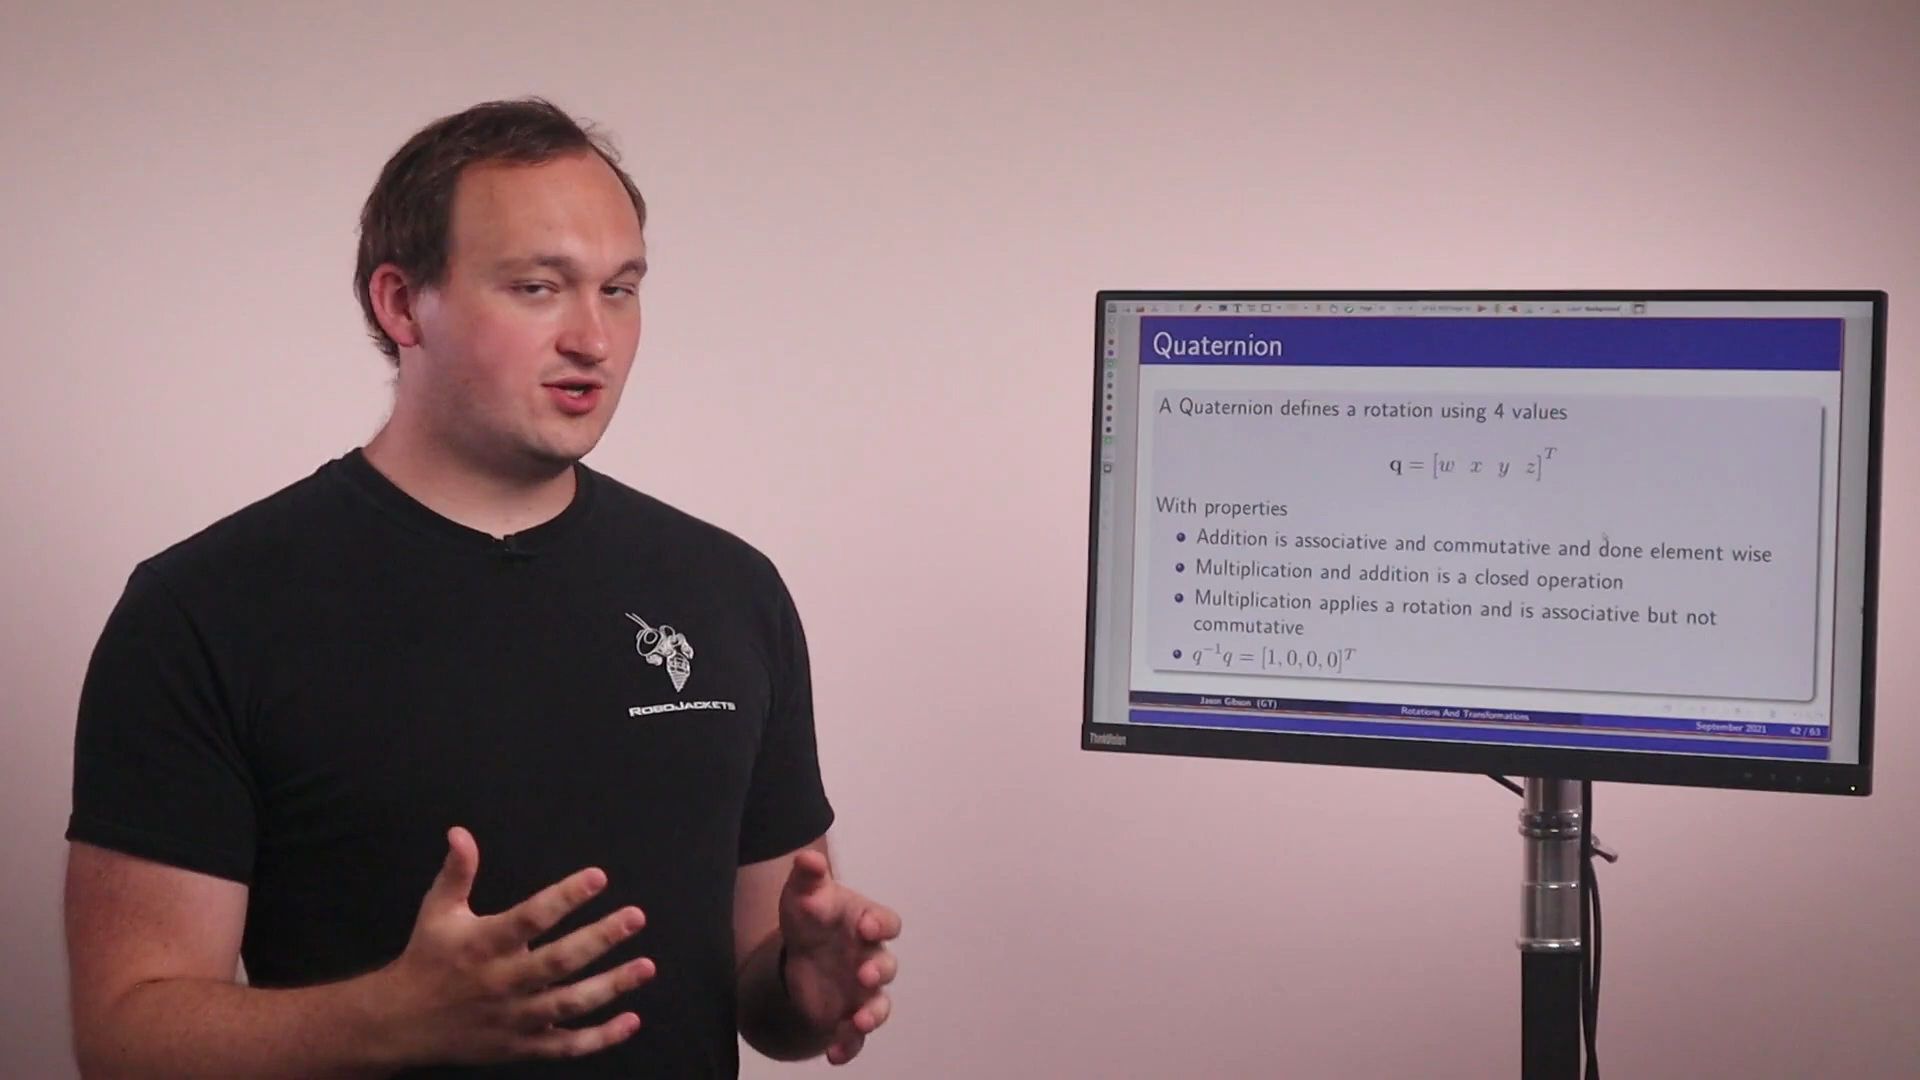 ROBOJACKETS
Quaternion
A Quaternion defines a rotation using 4 values
q = [w x y z]^T
With properties
Addition is associative and commutative and done element wise
Multiplication and addition is a closed operation
Multiplication applies a rotation and is associative but not
commutative
q^{-1}q = [1, 0, 0, 0]^T
Jason Gibson (GT)
Rotations And Transformations
September 2021
42 / 63
ThinkVision